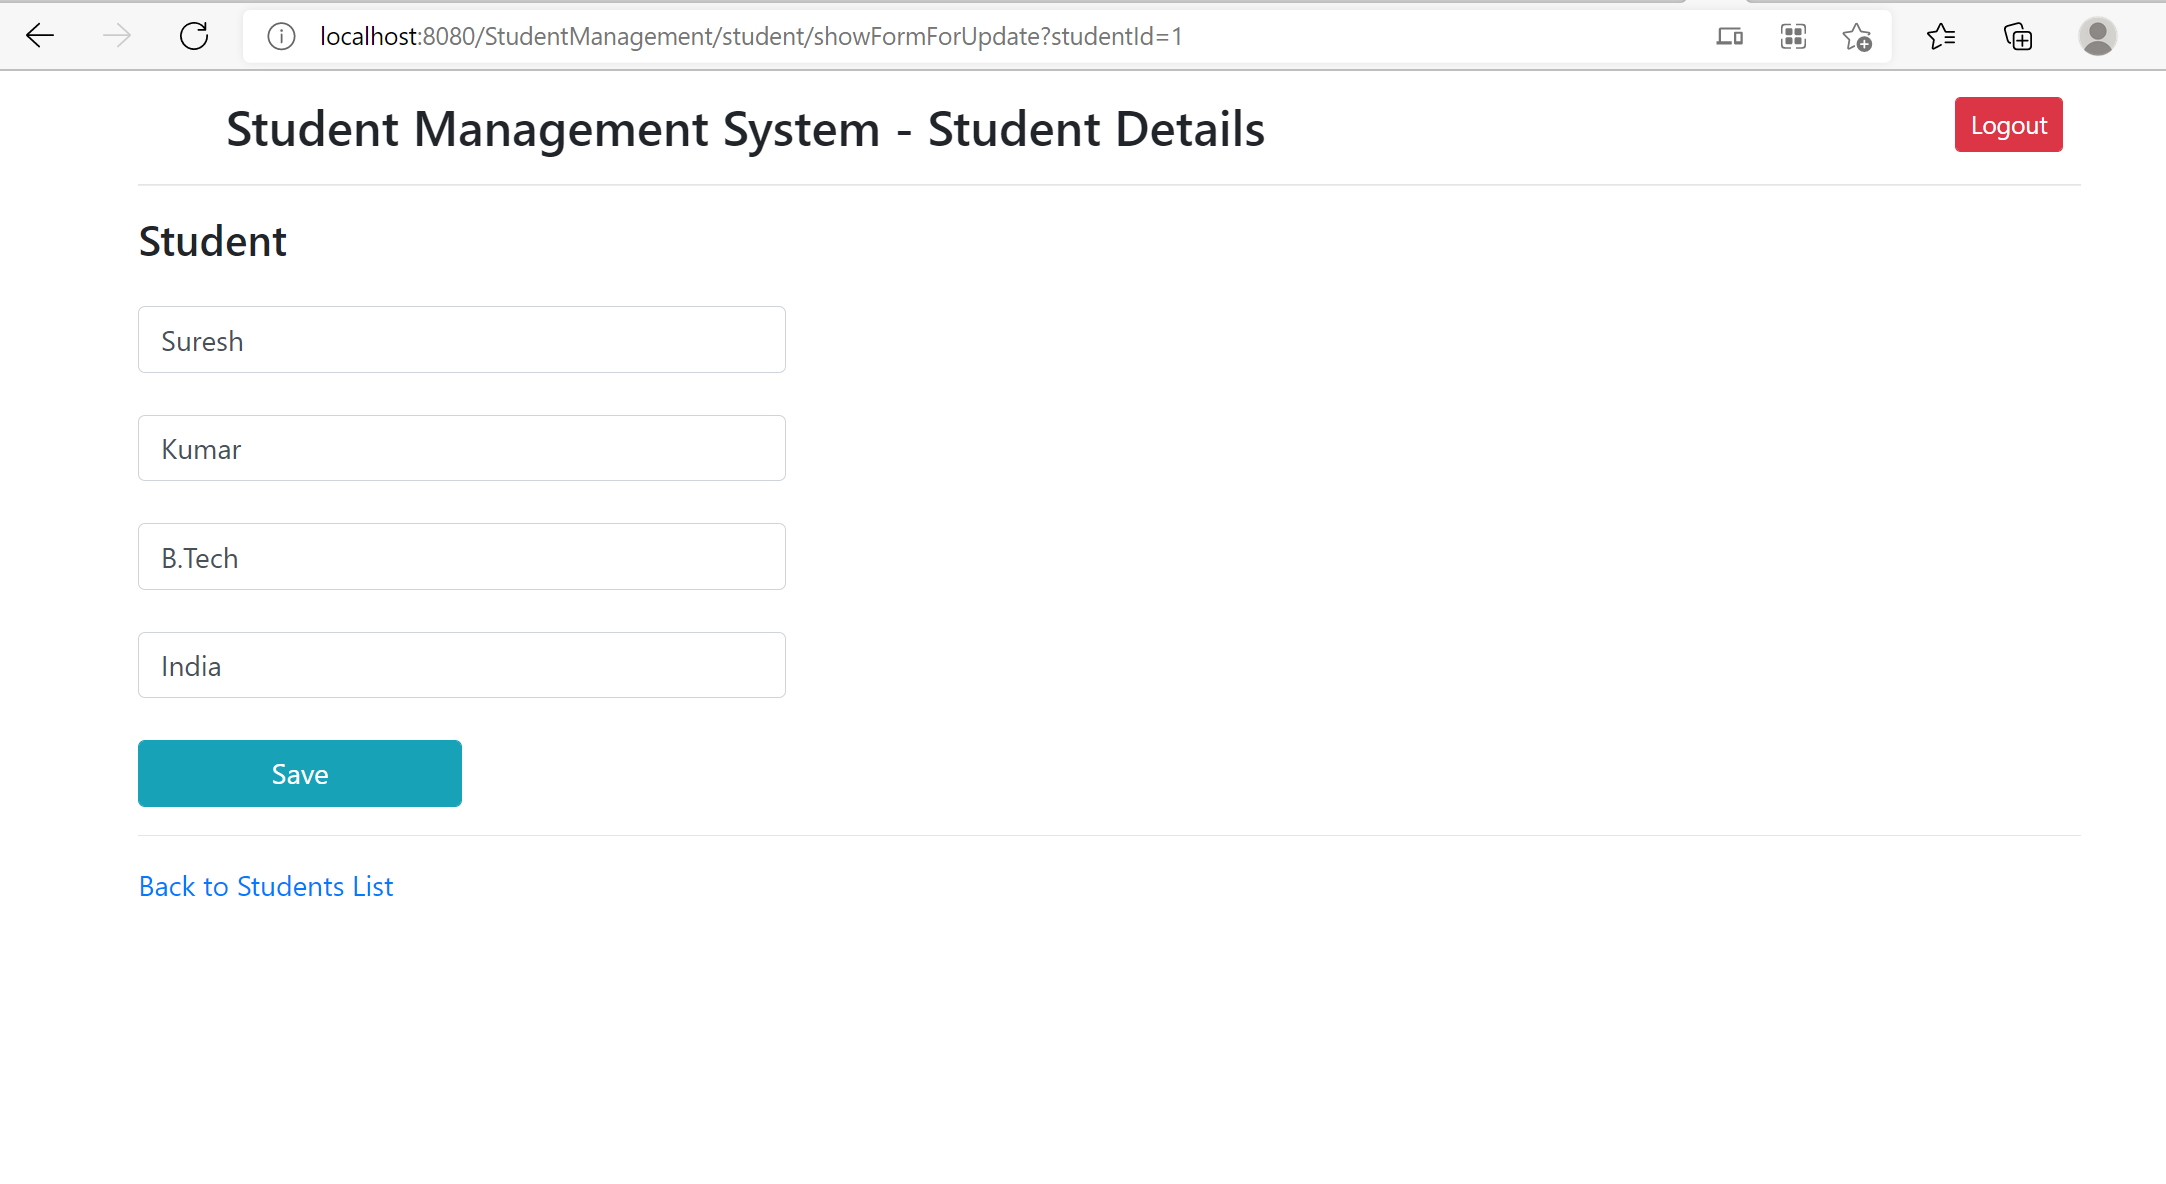 localhost:8080/StudentManagement/student/showFormForUpdate?studentId=1
Student Management System - Student Details
Logout
Student
Suresh
Kumar
B.Tech
India
Save
Back to Students List